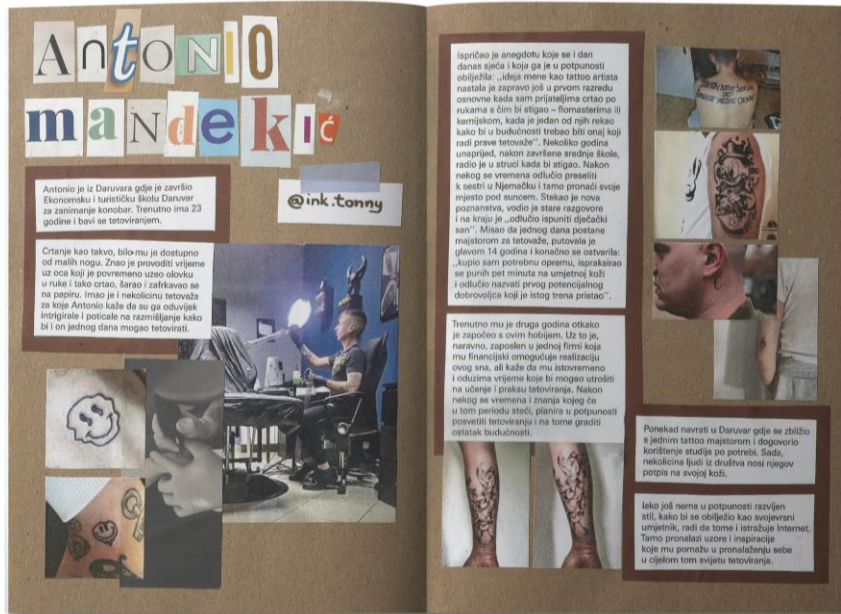 Antonio
mandekić
@ink.tonny
Antonio je iz Daruvara gdje je završio
Ekonomsku i turističku školu Daruvar
za zanimanje konobar. Trenutno ima 23
godine i bavi se tetoviranjem.
Crtanje kao takvo, bilo mu je dostupno
od malih nogu. Znao je provoditi vrijeme
uz oca koji je povremeno uzeo olovku
u ruke i tako crtao, šarao i zafrkavao se
na papiru. Imao je i nekolicinu tetovaža
za koje Antonio kaže da su ga oduvijek
intrigirale i poticale na razmišljanje kako
bi i on jednog dana mogao tetovirati.
Ispričao je anegdotu koje se i dan
danas sjeća i koja ga je u potpunosti
obilježila: „ideja mene kao tattoo artista
nastala je zapravo još u prvom razredu
osnovne kada sam prijateljima crtao po
rukama s čim bi stigao – flomasterima ili
kemijskom, kada je jedan od njih rekao
kako bi u budućnosti trebao biti onaj koji
radi prave tetovaže“. Nekoliko godina
unaprijed, nakon završene srednje škole,
radio je u struci kada bi stigao. Nakon
nekog se vremena odlučio preseliti
k sestri u Njemačku i tamo pronaći svoje
mjesto pod suncem. Stekao je nova
poznanstva, vodio je stare razgovore
i na kraju je „odlučio ispuniti dječački
san“. Misao da jednog dana postane
majstorom za tetovaže, putovala je
glavom 14 godina i konačno se ostvarila:
„kupio sam potrebnu opremu, ispraksirao
se punih pet minuta na umjetnoj koži
i odlučio nazvati prvog potencijalnog
dobrovoljca koji je istog trena pristao“.
Trenutno mu je druga godina otkako
je započeo s ovim hobijem. Uz to je,
naravno, zaposlen u jednoj firmi koja
mu financijski omogućuje realizaciju
ovog sna, ali kaže da mu istovremeno
i oduzima vrijeme koje bi mogao utrošiti
na učenje i praksu tetoviranja. Nakon
nekog se vremena i znanja kojeg će
u tom periodu steći, planira u potpunosti
posvetiti tetoviranju i na tome graditi
ostatak budućnosti.
Ponekad navrati u Daruvar gdje se zbližio
s jednim tattoo majstorom i dogovorio
korištenje studija po potrebi. Sada,
nekolicina ljudi iz društva nosi njegov
potpis na svojoj koži.
Iako još nema u potpunosti razvijen
stil, kako bi se obilježio kao svojevrsni
umjetnik, radi da tome i istražuje Internet.
Tamo pronalazi uzore i inspiracije
koje mu pomažu u pronalaženju sebe
u cijelom tom svijetu tetoviranja.